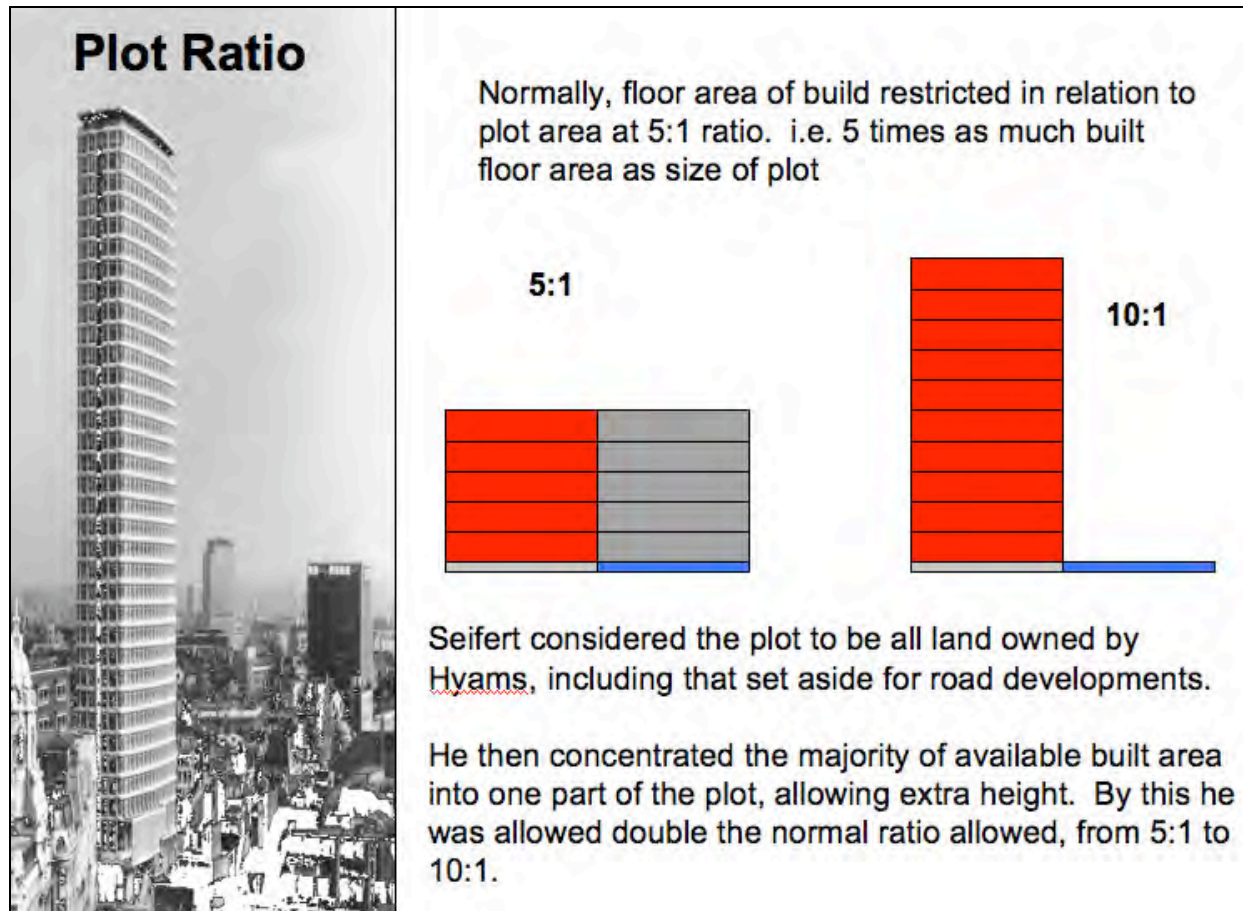 Plot Ratio
Normally, floor area of build restricted in relation to
plot area at 5:1 ratio.  i.e. 5 times as much built
floor area as size of plot
5:1
10:1
Seifert considered the plot to be all land owned by
Hyams, including that set aside for road developments.
He then concentrated the majority of available built area
into one part of the plot, allowing extra height.  By this he
was allowed double the normal ratio allowed, from 5:1 to
10:1.